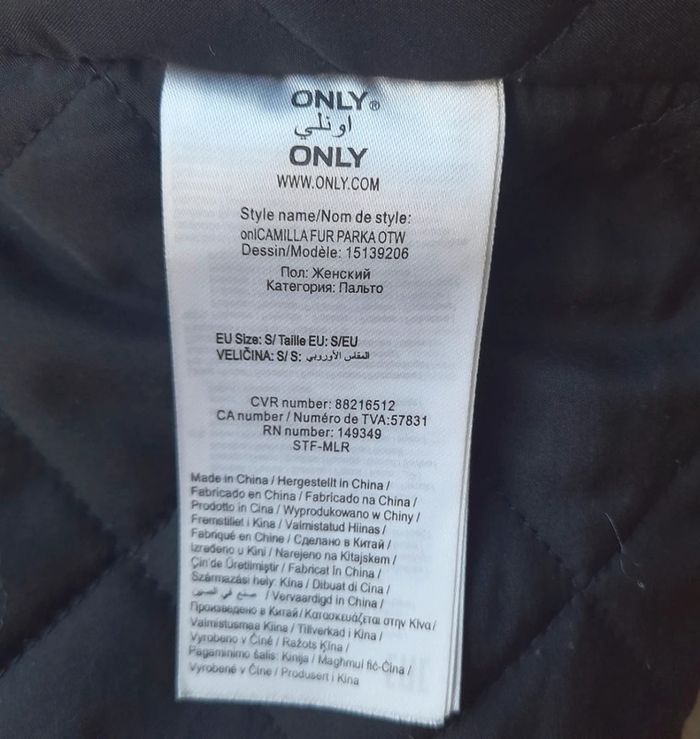 ONLY®
اونلي
ONLY
WWW.ONLY.COM
Style name/Nom de style:
onlCAMILLA FUR PARKA OTW
Dessin/Modèle: 15139206
Пол: Женский
Категория: Пальто
EU Size: S/ Taille EU: S/EU
VELIČINA: S/ S: المقاس الأوروبي
CVR number: 88216512
CA number / Numéro de TVA:57831
RN number: 149349
STF-MLR
Made in China / Hergestellt in China /
Fabricado en China / Fabricado na China /
Prodotto in Cina / Wyprodukowano w Chiny /
Fremstillet i Kina / Valmistatud Hiinas /
Fabriqué en Chine / Сделано в Китай /
Izrađeno u Kini / Narejeno na Kitajskem /
Çin'de Üretilmiştir / Fabricat în China /
Származási hely: Kína / Dibuat di Cina /
صنع في الصين / Vervaardigd in China /
Произведено в Китай / Κατασκευάζεται στην Κίνα /
Valmistusmaa Kiina / Tillverkad i Kina /
Vyrobeno v Číně / Ražots Ķīna /
Pagaminimo šalis: Kinija / Magħmul fiċ-Ċina /
Vyrobené v Číne / Produsert i Kina